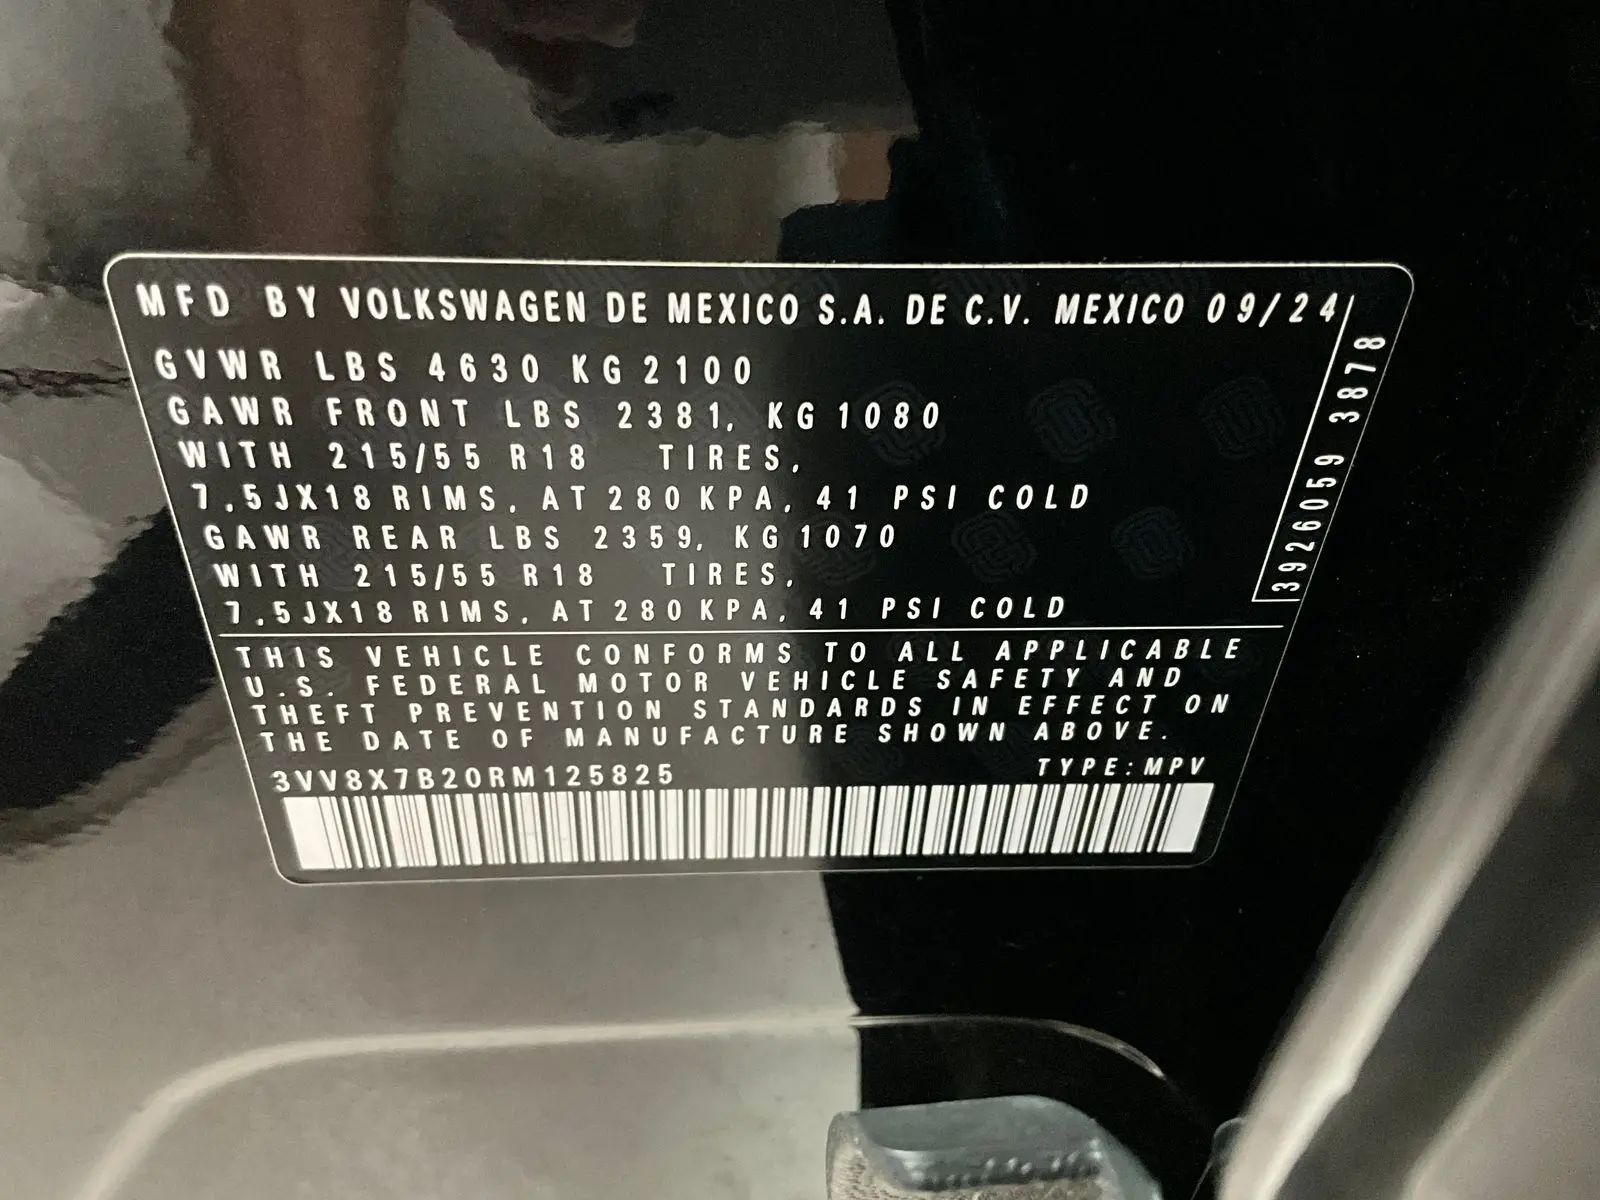 MFD BY VOLKSWAGEN DE MEXICO S.A. DE C.V. MEXICO 09/24
GVWR LBS 4630 KG 2100
GAWR FRONT LBS 2381, KG 1080
WITH 215/55 R18 TIRES,
7,5JX18 RIMS, AT 280 KPA, 41 PSI COLD
GAWR REAR LBS 2359, KG 1070
WITH 215/55 R18 TIRES,
7,5JX18 RIMS, AT 280 KPA, 41 PSI COLD
3926059 3878
THIS VEHICLE CONFORMS TO ALL APPLICABLE
U.S. FEDERAL MOTOR VEHICLE SAFETY AND
THEFT PREVENTION STANDARDS IN EFFECT ON
THE DATE OF MANUFACTURE SHOWN ABOVE.
3VV8X7B20RM125825 TYPE: MPV